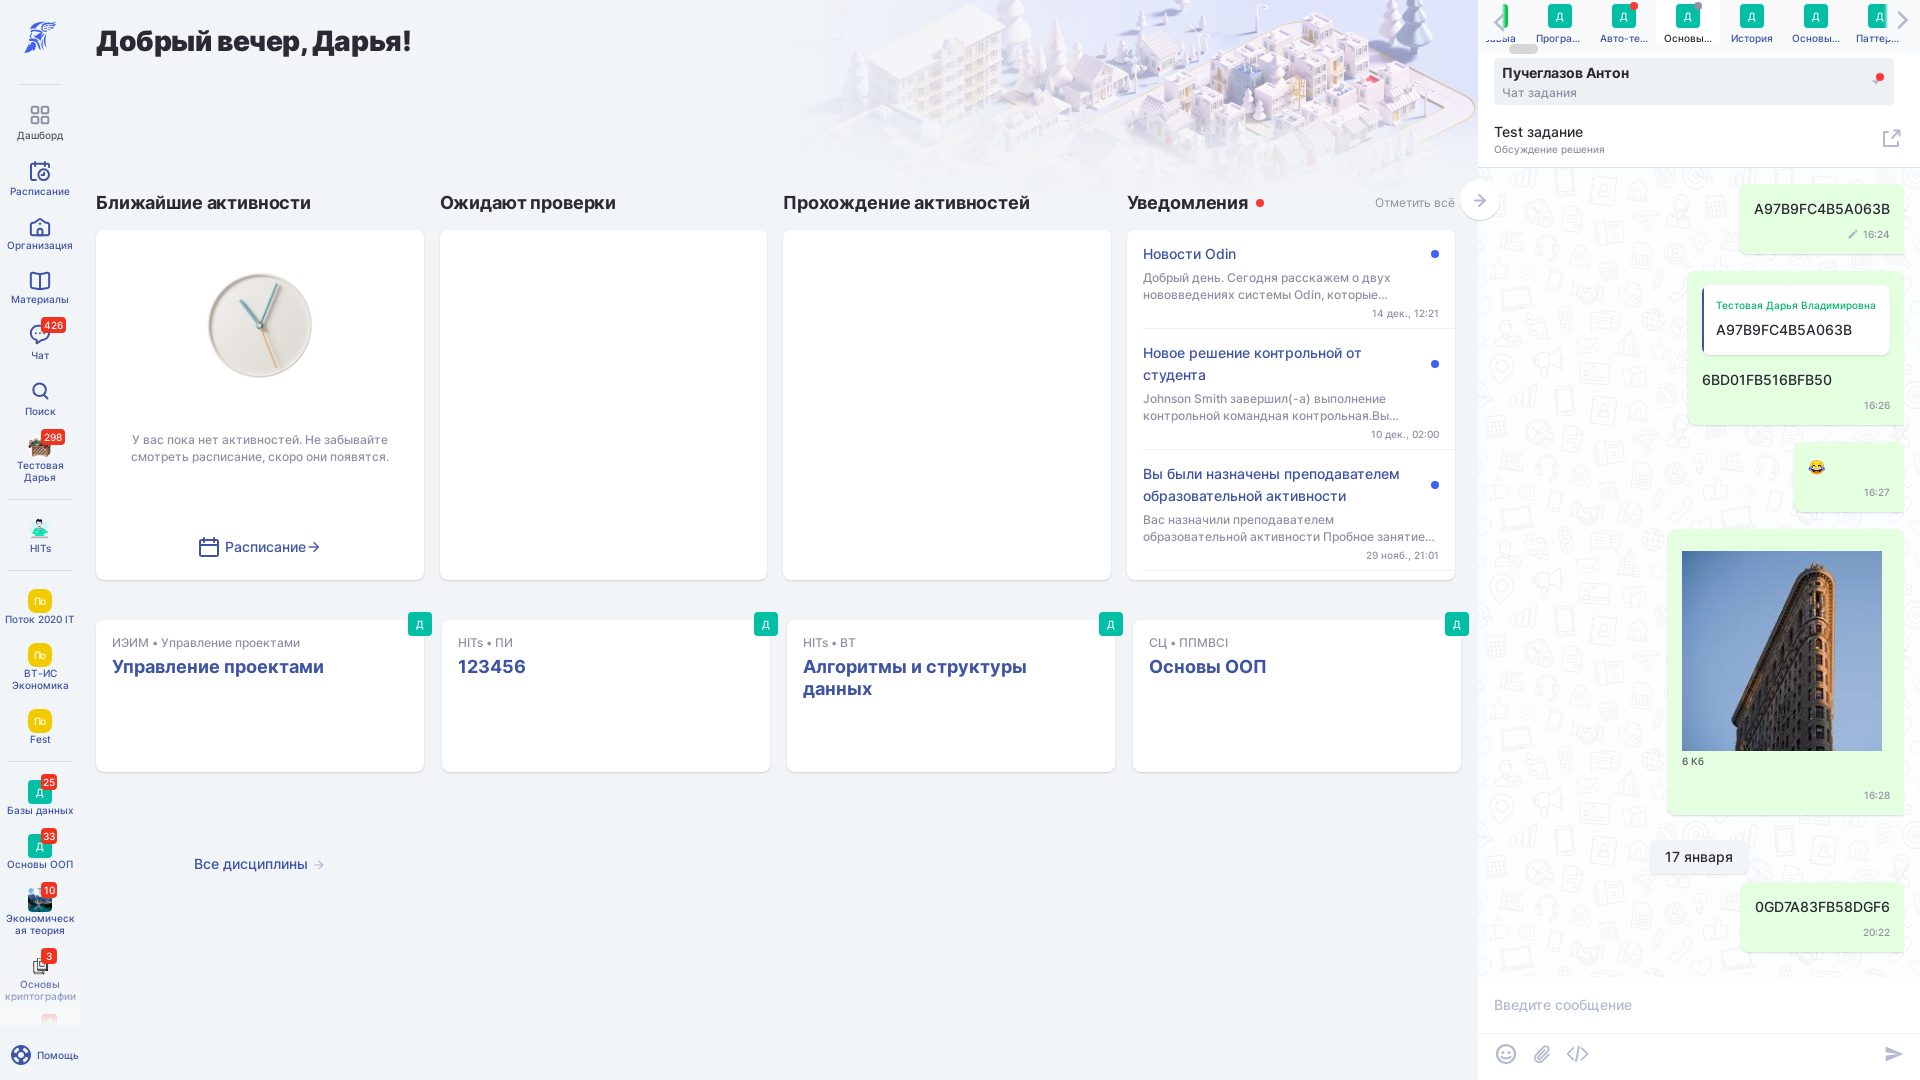 Добрый вечер, Дарья!
Дашборд
Расписание
Организация
Материалы
426
Чат
Поиск
298
Тестовая
Дарья
HITs
По
Поток 2020 IT
По
ВТ-ИС
Экономика
По
Fest
25
Д
Базы данных
33
Д
Основы ООП
10
Экономическ
ая теория
3
Основы
криптографии
Помощь
Ближайшие активности
У вас пока нет активностей. Не забывайте
смотреть расписание, скоро они появятся.
Расписание
Ожидают проверки
Прохождение активностей
Уведомления
Отметить всё
Новости Odin
Добрый день. Сегодня расскажем о двух
нововведениях системы Odin, которые...
14 дек., 12:21
Новое решение контрольной от
студента
Johnson Smith завершил(-а) выполнение
контрольной командная контрольная.Вы...
10 дек., 02:00
Вы были назначены преподавателем
образовательной активности
Вас назначили преподавателем
образовательной активности Пробное занятие...
29 нояб., 21:01
Д
ИЭИМ • Управление проектами
Управление проектами
Д
HITs • ПИ
123456
Д
HITs • ВТ
Алгоритмы и структуры
данных
Д
СЦ • ППМВСІ
Основы ООП
Все дисциплины
Д
Програ...
Д
Авто-те...
Д
Основы...
Д
История
Д
Основы...
Д
Паттер...
Пучеглазов Антон
Чат задания
Test задание
Обсуждение решения
A97B9FC4B5A063B
16:24
Тестовая Дарья Владимировна
A97B9FC4B5A063B
6BD01FB516BFB50
16:26
16:27
6 Кб
16:28
17 января
0GD7A83FB58DGF6
20:22
Введите сообщение